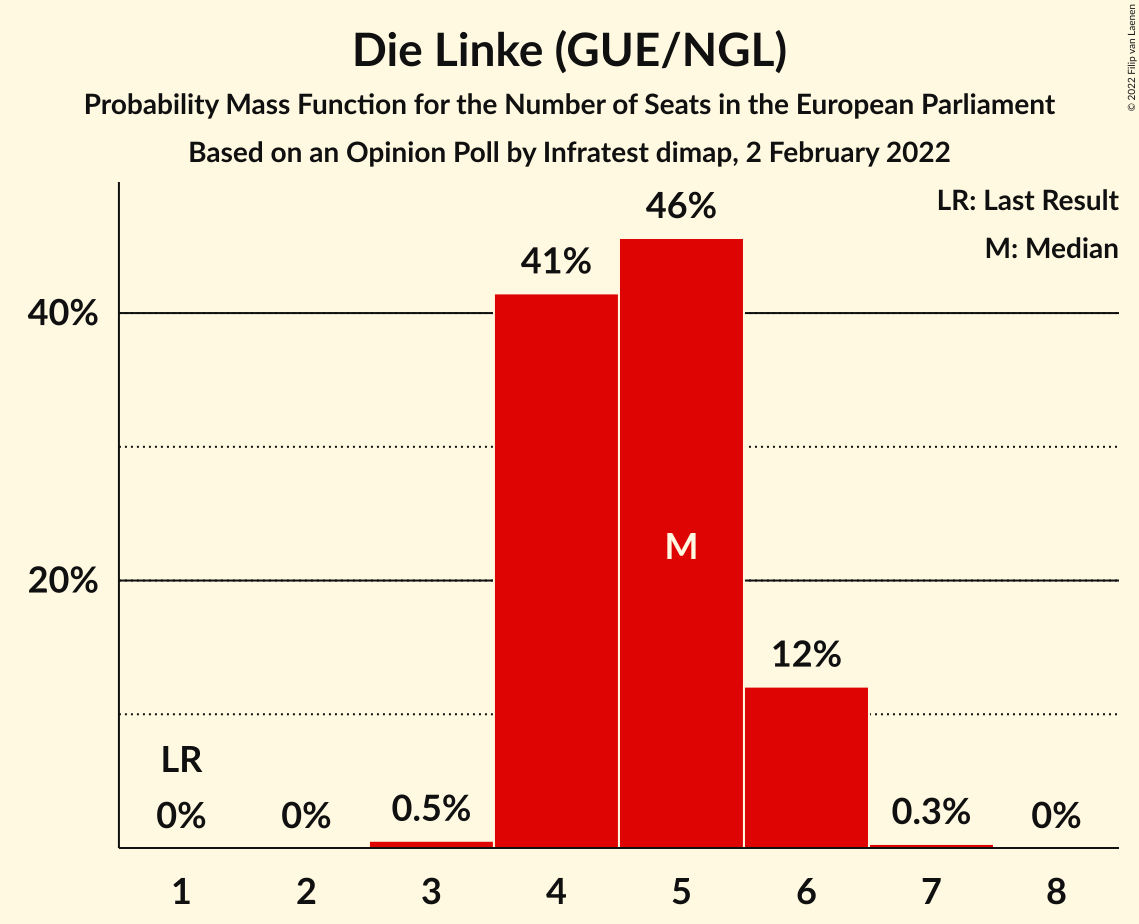 Die Linke (GUE/NGL)
Probability Mass Function for the Number of Seats in the European Parliament
Based on an Opinion Poll by Infratest dimap, 2 February 2022
© 2022 Filip van Laenen
LR: Last Result
M: Median
46%
41%
40%
M
20%
12%
LR
0%
0%
0.5%
0.3%
0%
1 2 3 4 5 6 7 8